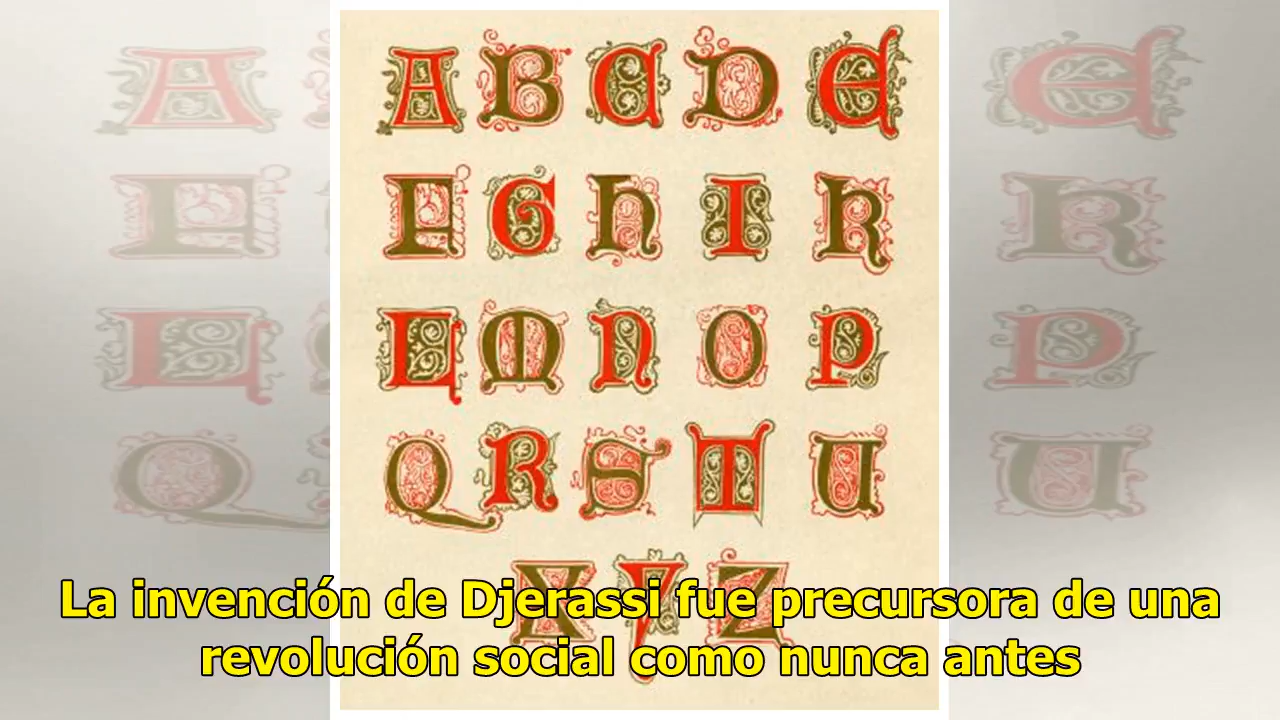 A B C D E
F G H I K
L M N O P
Q R S T U
X Y Z
La invención de Djerassi fue precursora de una
revolución social como nunca antes